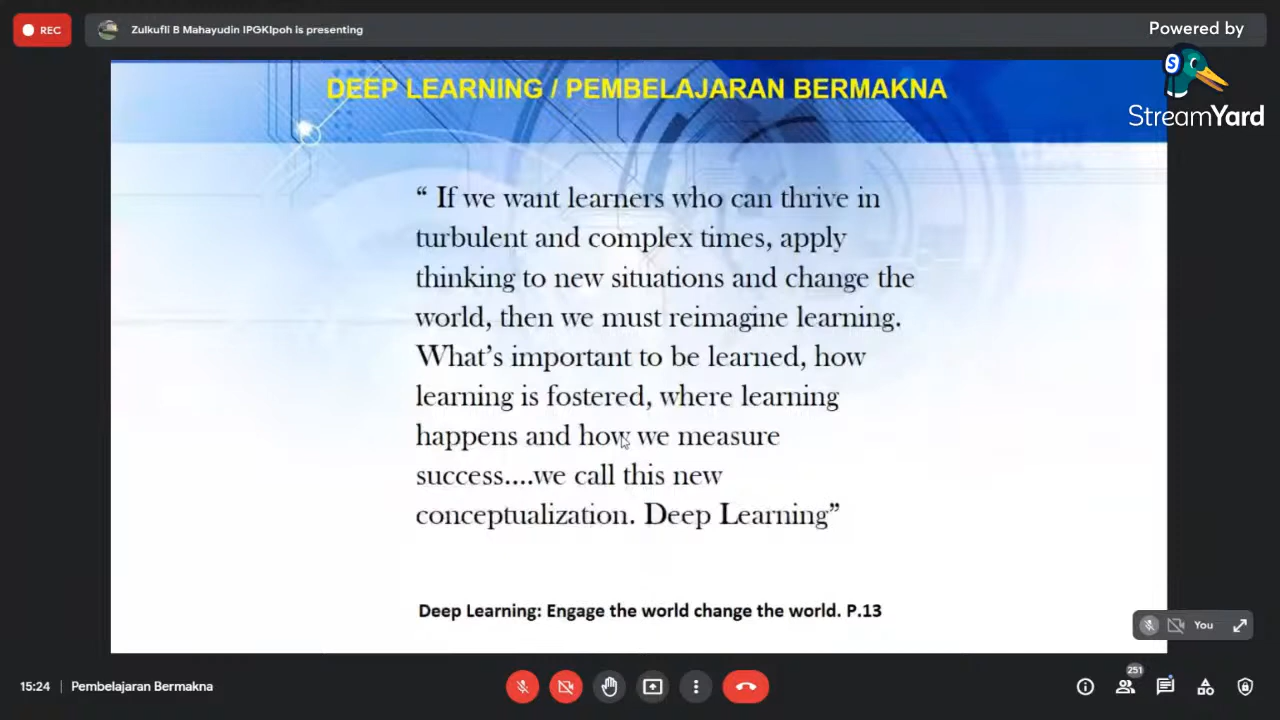 REC
Zulkufli B Mahayudin IPGKIpoh is presenting
Powered by
S
StreamYard
DEEP LEARNING / PEMBELAJARAN BERMAKNA
“ If we want learners who can thrive in
turbulent and complex times, apply
thinking to new situations and change the
world, then we must reimagine learning.
What’s important to be learned, how
learning is fostered, where learning
happens and how we measure
success....we call this new
conceptualization. Deep Learning”
Deep Learning: Engage the world change the world. P.13
You
15:24 | Pembelajaran Bermakna
251